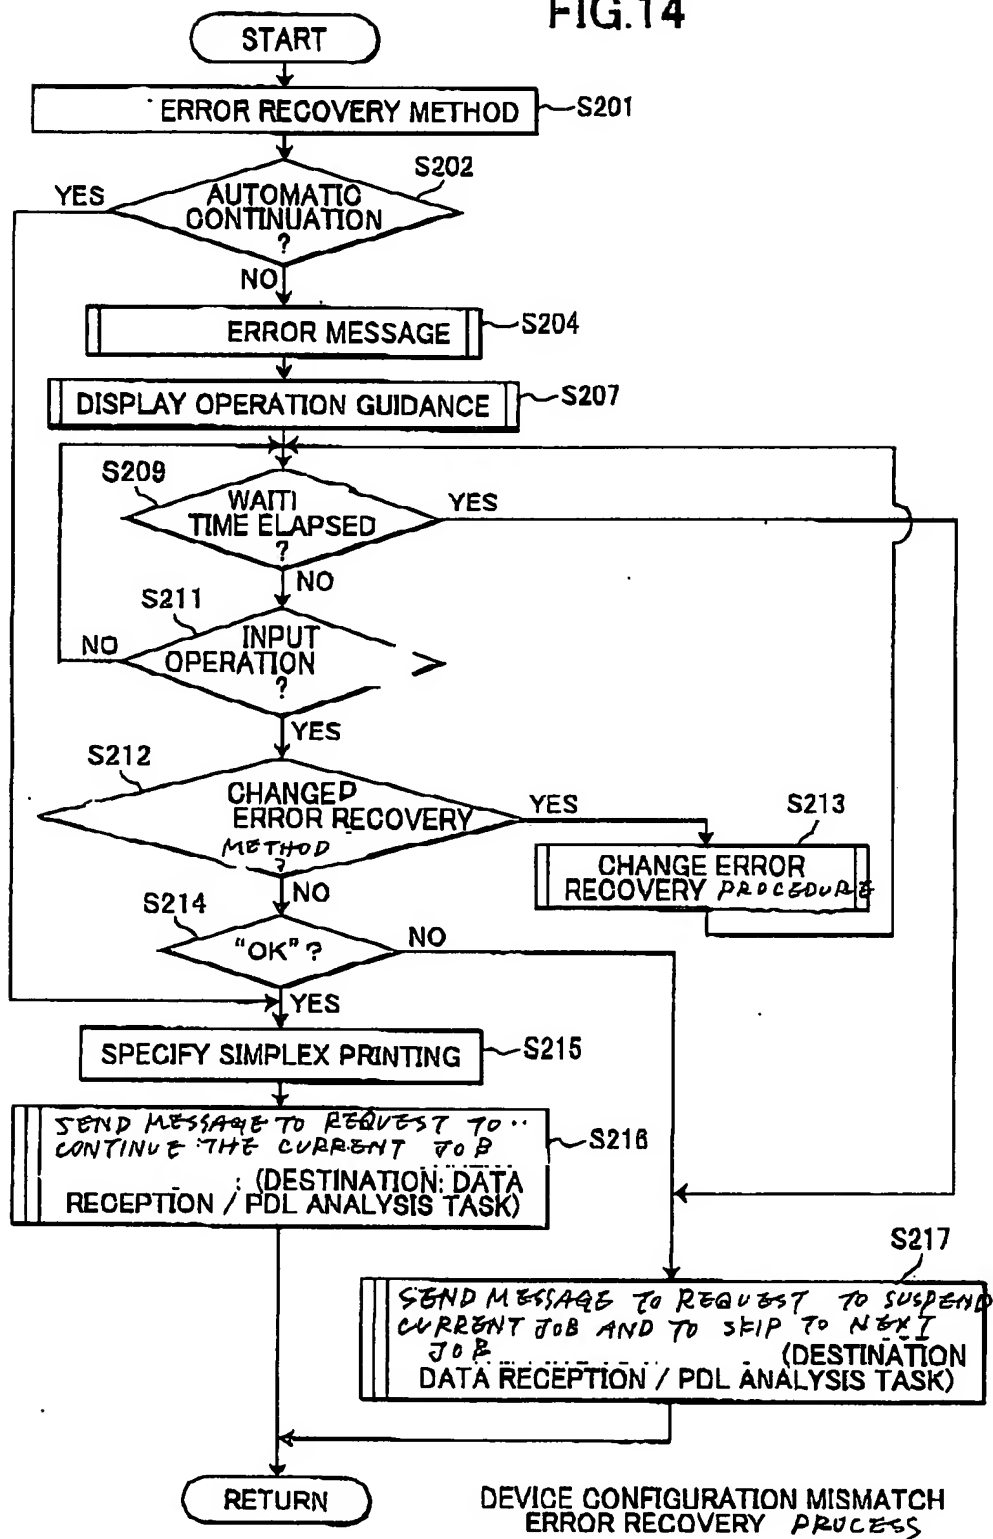 FIG.14
START
ERROR RECOVERY METHOD
S201
S202
YES
AUTOMATIC
CONTINUATION
?
NO
ERROR MESSAGE
S204
DISPLAY OPERATION GUIDANCE
S207
S209
WAITI
TIME ELAPSED
?
YES
NO
S211
NO
INPUT
OPERATION
?
YES
S212
CHANGED
ERROR RECOVERY
METHOD
?
YES
S213
CHANGE ERROR
RECOVERY PROCEDURE
NO
S214
"OK"?
NO
YES
SPECIFY SIMPLEX PRINTING
S215
SEND MESSAGE TO REQUEST TO
CONTINUE THE CURRENT JOB
: (DESTINATION: DATA
RECEPTION / PDL ANALYSIS TASK)
S216
S217
SEND MESSAGE TO REQUEST TO SUSPEND
CURRENT JOB AND TO SKIP TO NEXT
JOB
(DESTINATION
DATA RECEPTION / PDL ANALYSIS TASK)
RETURN
DEVICE CONFIGURATION MISMATCH
ERROR RECOVERY PROCESS